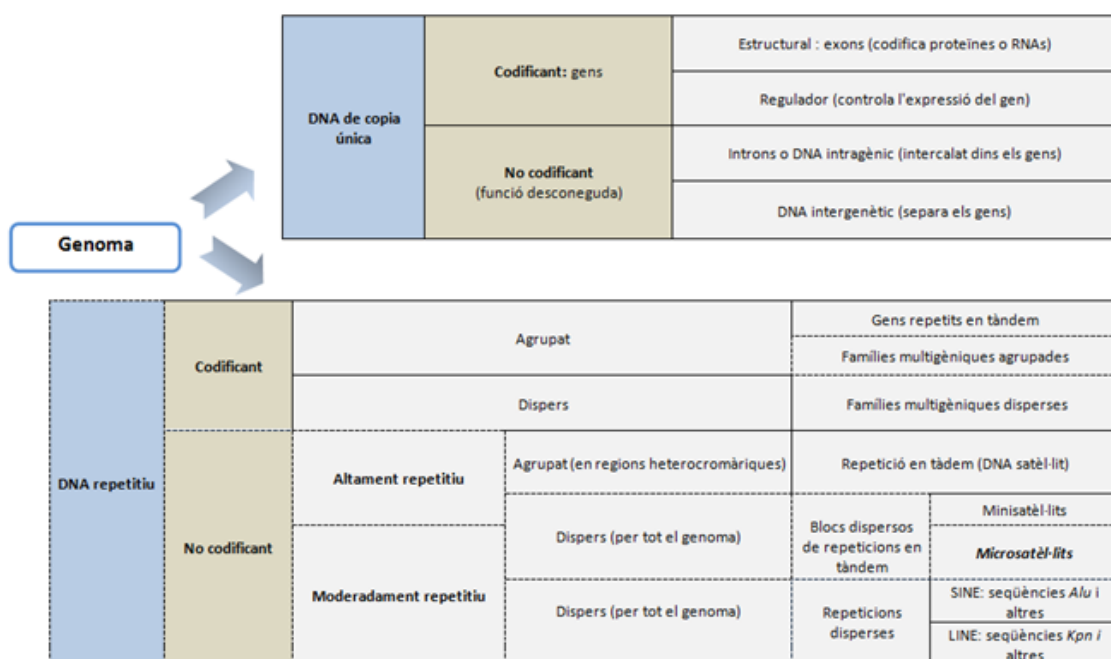 Estructural : exons (codifica proteïnes o RNAs)
Codificant: gens
Regulador (controla l'expressió del gen)
DNA de copia
única
Introns o DNA intragènic (intercalat dins els gens)
No codificant
(funció desconeguda)
DNA intergenètic (separa els gens)
Genoma
Gens repetits en tàndem
Agrupat
Famílies multigèniques agrupades
Codificant
Dispers
Famílies multigèniques disperses
Agrupat (en regions heterocromàriques)
Repetició en tàdem (DNA satèl·lit)
Altament repetitiu
DNA repetitiu
Minisatèl·lits
Dispers (per tot el genoma)
Blocs dispersos
de repeticions en
tàndem
No codificant
Microsatèl·lits
Moderadament repetitiu
Dispers (per tot el genoma)
Repeticions
disperses
SINE: seqüències Alu i
altres
LINE: seqüències Kpn i
altres